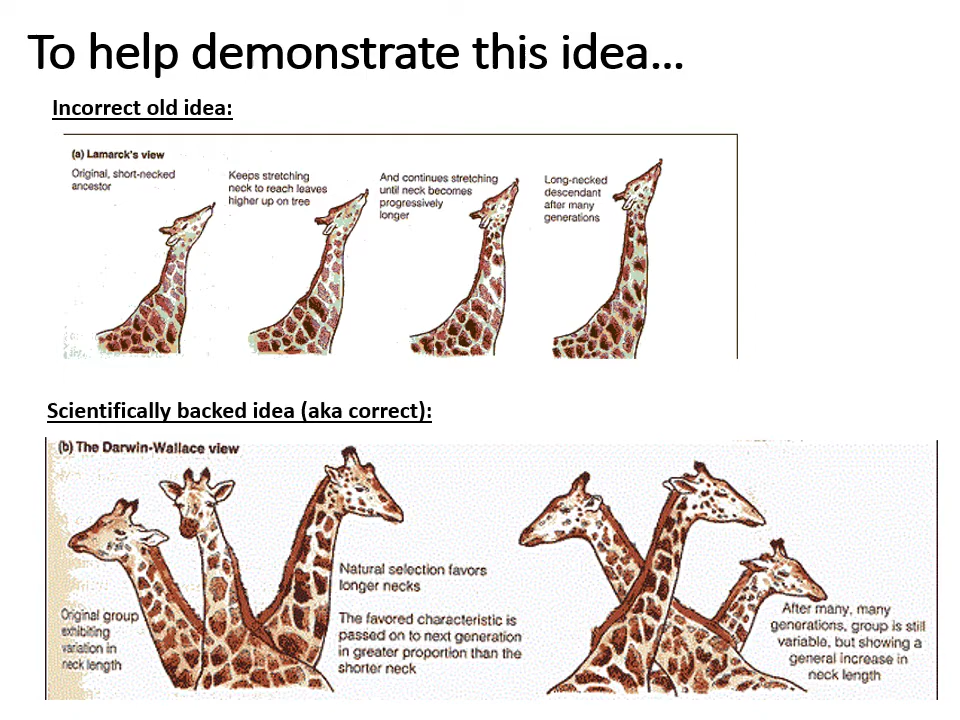 To help demonstrate this idea...
Incorrect old idea:
(a) Lamarck's view
Original, short-necked
ancestor
Keeps stretching
neck to reach leaves
higher up on tree
And continues stretching
until neck becomes
progressively
longer
Long-necked
descendant
after many
generations
Scientifically backed idea (aka correct):
(b) The Darwin-Wallace view
Original group
exhibiting
variation in
neck length
Natural selection favors
longer necks
The favored characteristic is
passed on to next generation
in greater proportion than the
shorter neck
After many, many
generations, group is still
variable, but showing a
general increase in
neck length